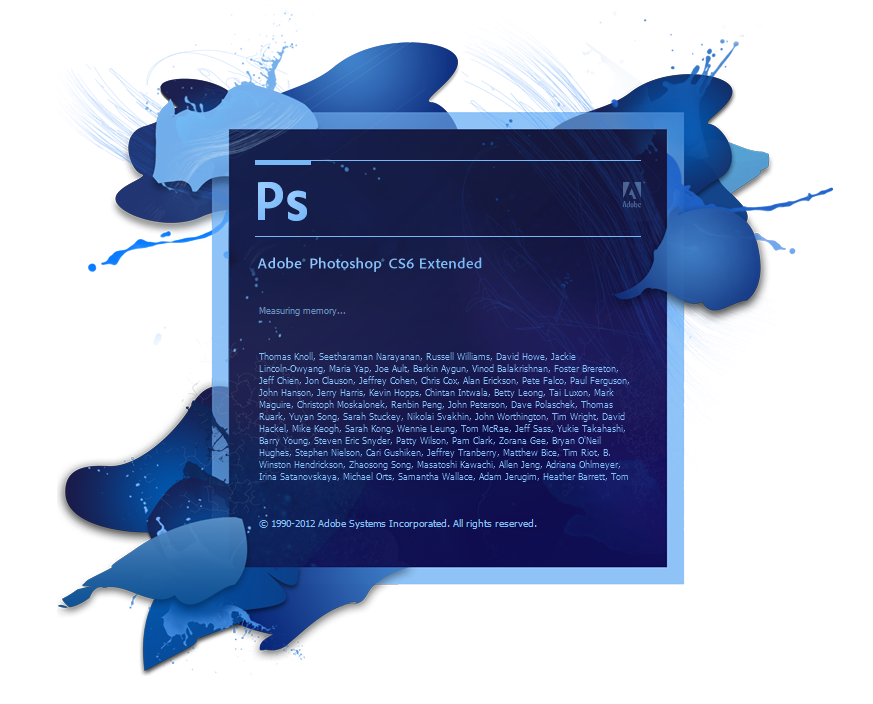 Ps
Adobe
Adobe® Photoshop® CS6 Extended
Measuring memory...
Thomas Knoll, Seetharaman Narayanan, Russell Williams, David Howe, Jackie
Lincoln-Owyang, Maria Yap, Joe Ault, Barkin Aygun, Vinod Balakrishnan, Foster Brereton,
Jeff Chien, Jon Clauson, Jeffrey Cohen, Chris Cox, Alan Erickson, Pete Falco, Paul Ferguson,
John Hanson, Jerry Harris, Kevin Hopps, Chintan Intwala, Betty Leong, Tai Luxon, Mark
Maguire, Christoph Moskalonek, Renbin Peng, John Peterson, Dave Polaschek, Thomas
Ruark, Yuyan Song, Sarah Stuckey, Nikolai Svakhin, John Worthington, Tim Wright, David
Hackel, Mike Keogh, Sarah Kong, Wennie Leung, Tom McRae, Jeff Sass, Yukie Takahashi,
Barry Young, Steven Eric Snyder, Patty Wilson, Pam Clark, Zorana Gee, Bryan O'Neil
Hughes, Stephen Nielson, Cari Gushiken, Jeffrey Tranberry, Matthew Bice, Tim Riot, B.
Winston Hendrickson, Zhaosong Song, Masatoshi Kawachi, Allen Jeng, Adriana Ohlmeyer,
Irina Satanovskaya, Michael Orts, Samantha Wallace, Adam Jerugim, Heather Barrett, Tom
© 1990-2012 Adobe Systems Incorporated. All rights reserved.